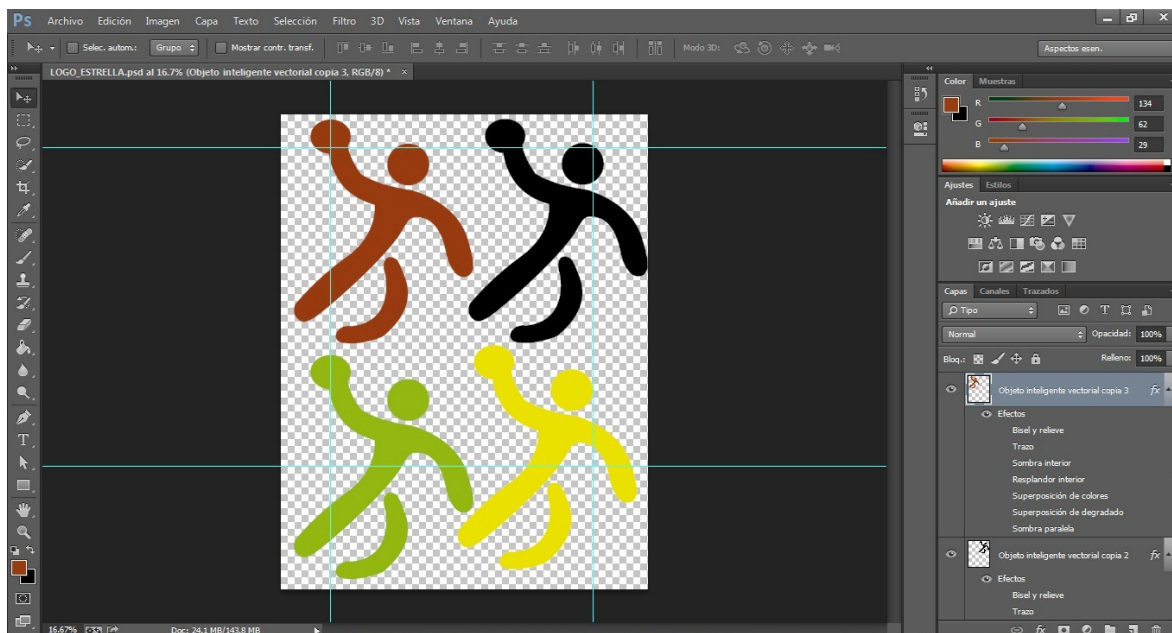 Ps Archivo Edición Imagen Capa Texto Selección Filtro 3D Vista Ventana Ayuda
Selec. autom.: Grupo Mostrar contr. transf. Modo 3D: Aspectos esen.
LOGO_ESTRELLA.psd al 16.7% (Objeto inteligente vectorial copia 3, RGB/8) * ×
Color Muestras
R 134
G 62
B 29
Ajustes Estilos
Añadir un ajuste
Capas Canales Trazados
Tipo
Normal Opacidad: 100%
Bloq.: Relleno: 100%
Objeto inteligente vectorial copia 3 fx
Efectos
Bisel y relieve
Trazo
Sombra interior
Resplandor interior
Superposición de colores
Superposición de degradado
Sombra paralela
Objeto inteligente vectorial copia 2 fx
Efectos
Bisel y relieve
Trazo
16.67% Doc: 24.1 MB/143.8 MB